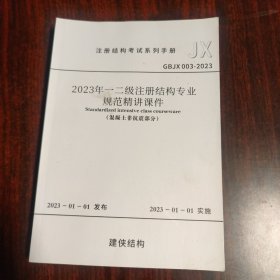 注册结构考试系列手册
JX
GBJX 003-2023
2023年一二级注册结构专业
规范精讲课件
Standardized intensive class courseware
（混凝土非抗震部分）
2023-01-01 发布
2023-01-01 实施
建侠结构